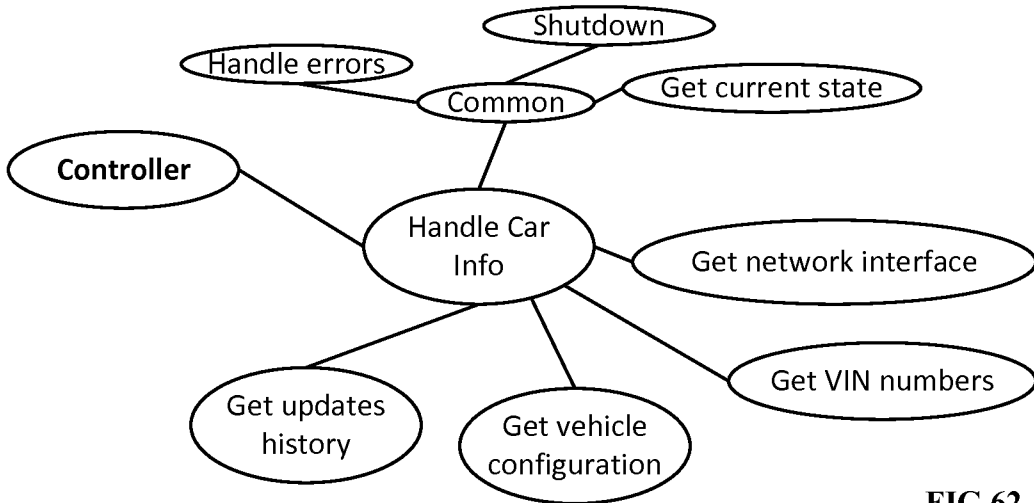 Shutdown
Handle errors
Common
Get current state
Controller
Handle Car
Info
Get network interface
Get VIN numbers
Get updates
history
Get vehicle
configuration
FIG 62